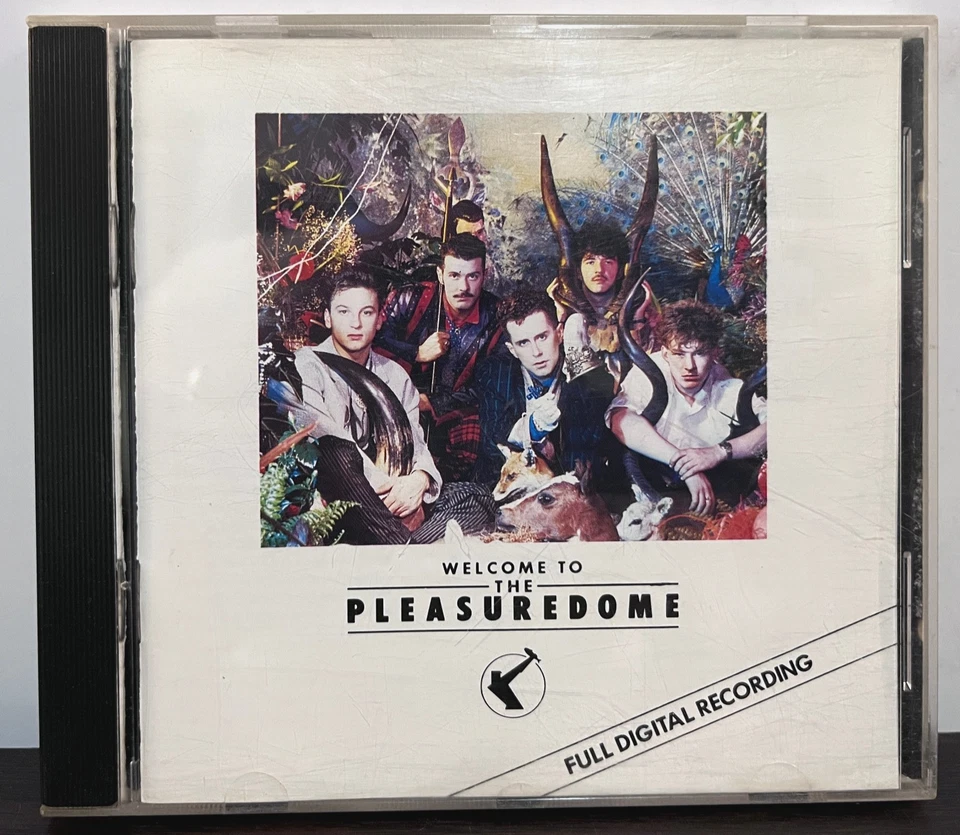 WELCOME TO
THE
PLEASUREDOME
FULL DIGITAL RECORDING